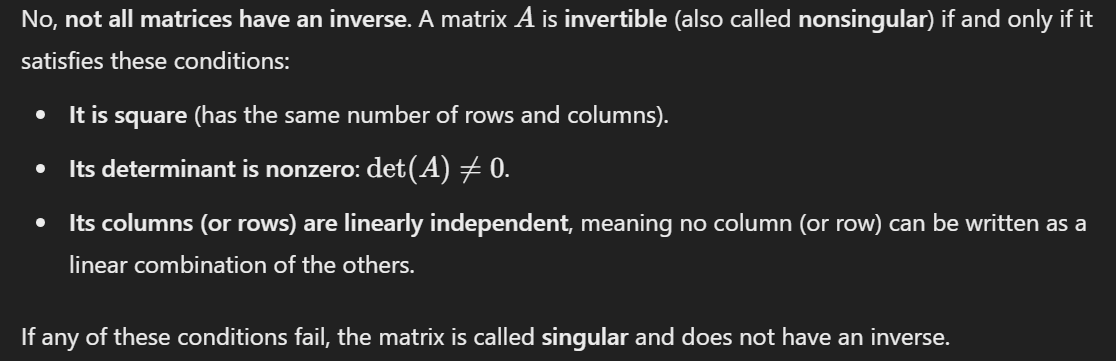 No, not all matrices have an inverse. A matrix A is invertible (also called nonsingular) if and only if it
satisfies these conditions:
• It is square (has the same number of rows and columns).
• Its determinant is nonzero: det(A) ≠ 0.
• Its columns (or rows) are linearly independent, meaning no column (or row) can be written as a
linear combination of the others.
If any of these conditions fail, the matrix is called singular and does not have an inverse.